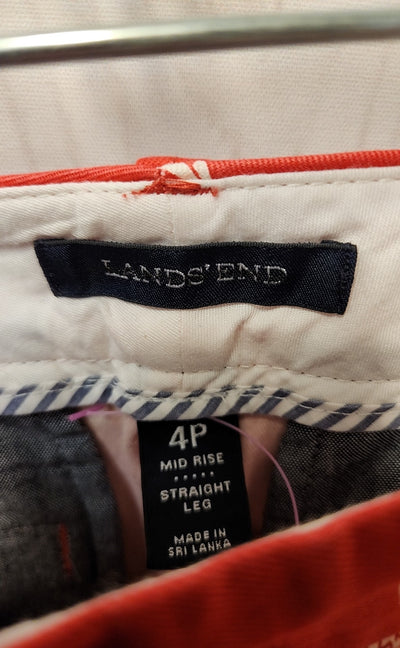 LANDS' END
4P
MID RISE
STRAIGHT
LEG
MADE IN
SRI LANKA